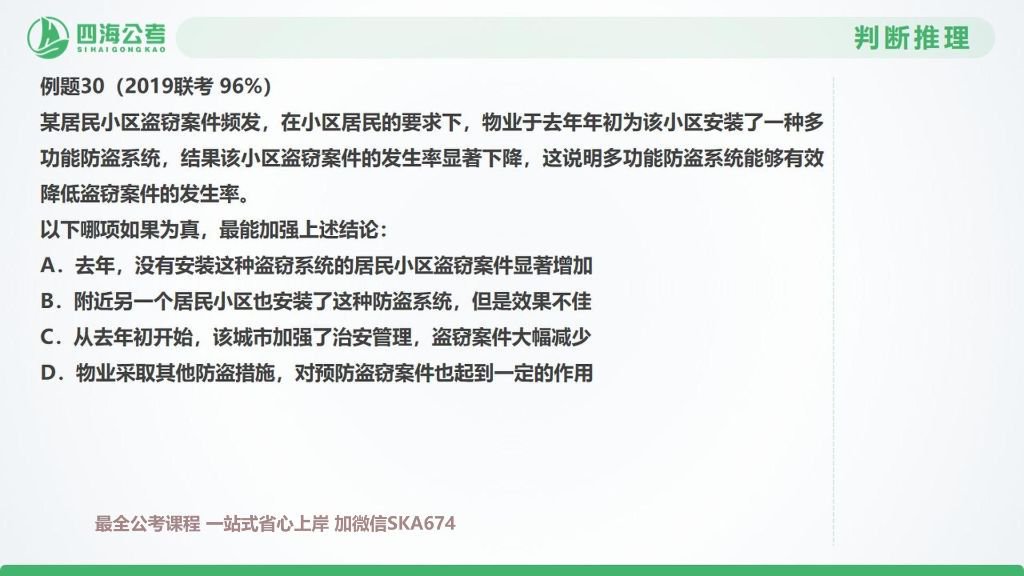 四海公考
SIHAIGONGKAO
判断推理
例题30（2019联考 96%）
某居民小区盗窃案件频发，在小区居民的要求下，物业于去年年初为该小区安装了一种多
功能防盗系统，结果该小区盗窃案件的发生率显著下降，这说明多功能防盗系统能够有效
降低盗窃案件的发生率。
以下哪项如果为真，最能加强上述结论：
A．去年，没有安装这种盗窃系统的居民小区盗窃案件显著增加
B．附近另一个居民小区也安装了这种防盗系统，但是效果不佳
C．从去年初开始，该城市加强了治安管理，盗窃案件大幅减少
D．物业采取其他防盗措施，对预防盗窃案件也起到一定的作用
最全公考课程 一站式省心上岸 加微信SKA674